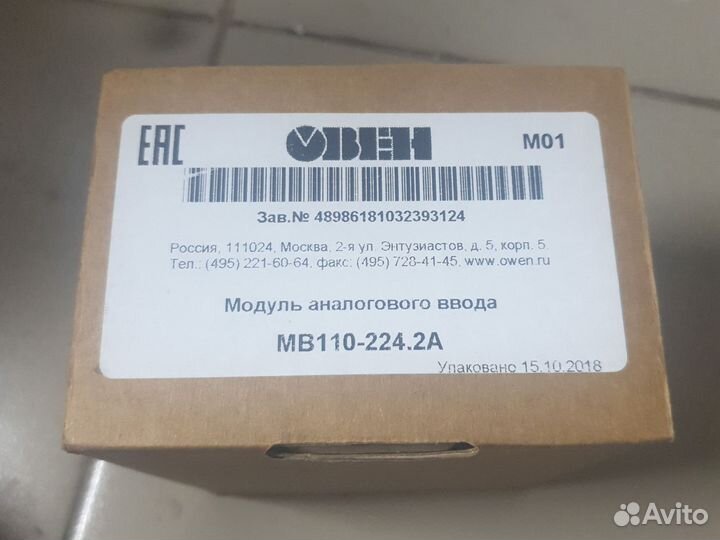 EAC
ОВЕН
М01
Зав.№ 48986181032393124
Россия, 111024, Москва, 2-я ул. Энтузиастов, д. 5, корп. 5.
Тел.: (495) 221-60-64, факс: (495) 728-41-45, www.owen.ru
Модуль аналогового ввода
МВ110-224.2А
Упаковано 15.10.2018
Avito